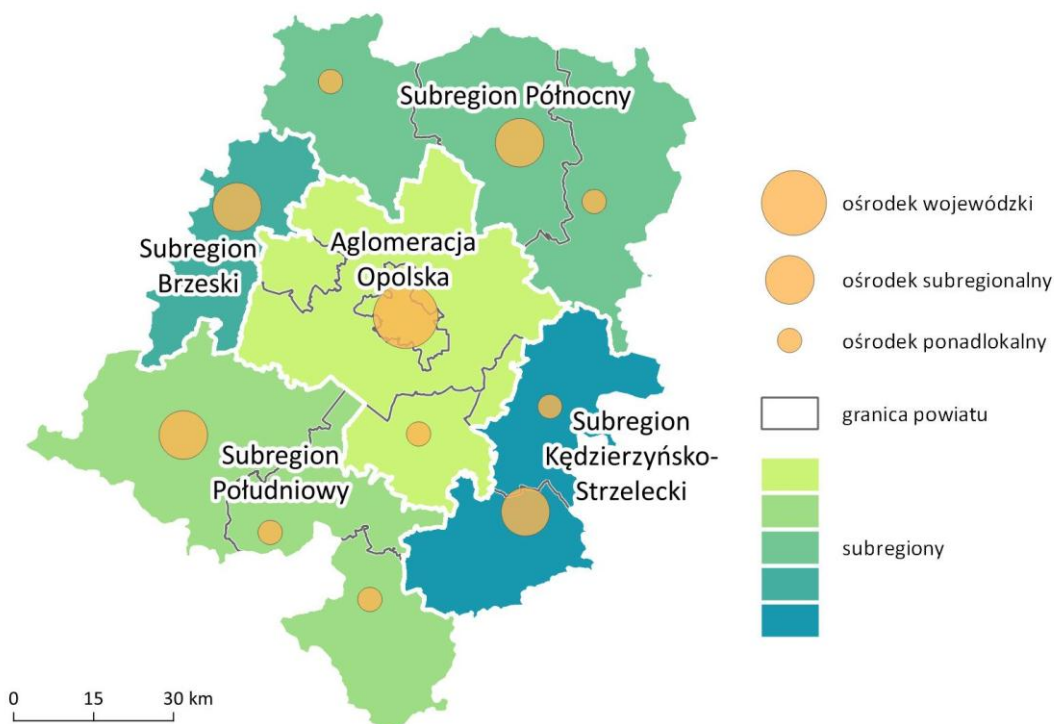 Subregion Północny
Subregion
Brzeski
Aglomeracja
Opolska
Subregion
Południowy
Subregion
Kędzierzyńsko-
Strzelecki
ośrodek wojewódzki
ośrodek subregionalny
ośrodek ponadlokalny
granica powiatu
subregiony
0 15 30 km